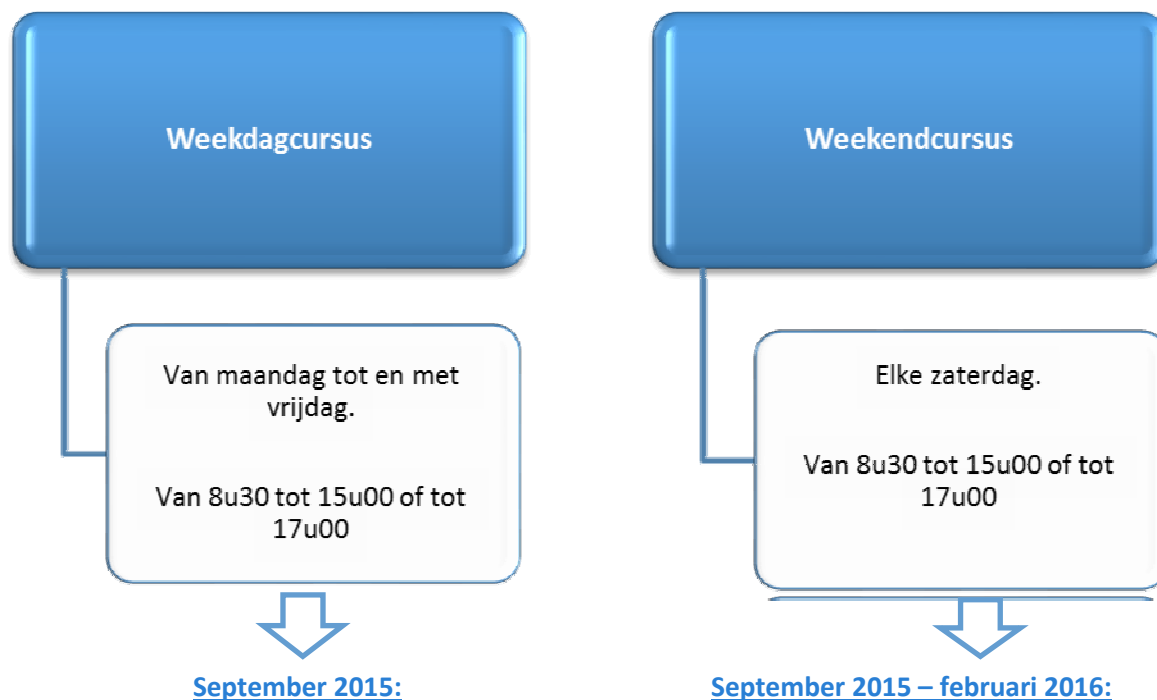 Weekdagcursus
Van maandag tot en met
vrijdag.
Van 8u30 tot 15u00 of tot
17u00
September 2015:
Weekendcursus
Elke zaterdag.
Van 8u30 tot 15u00 of tot
17u00
September 2015 – februari 2016: